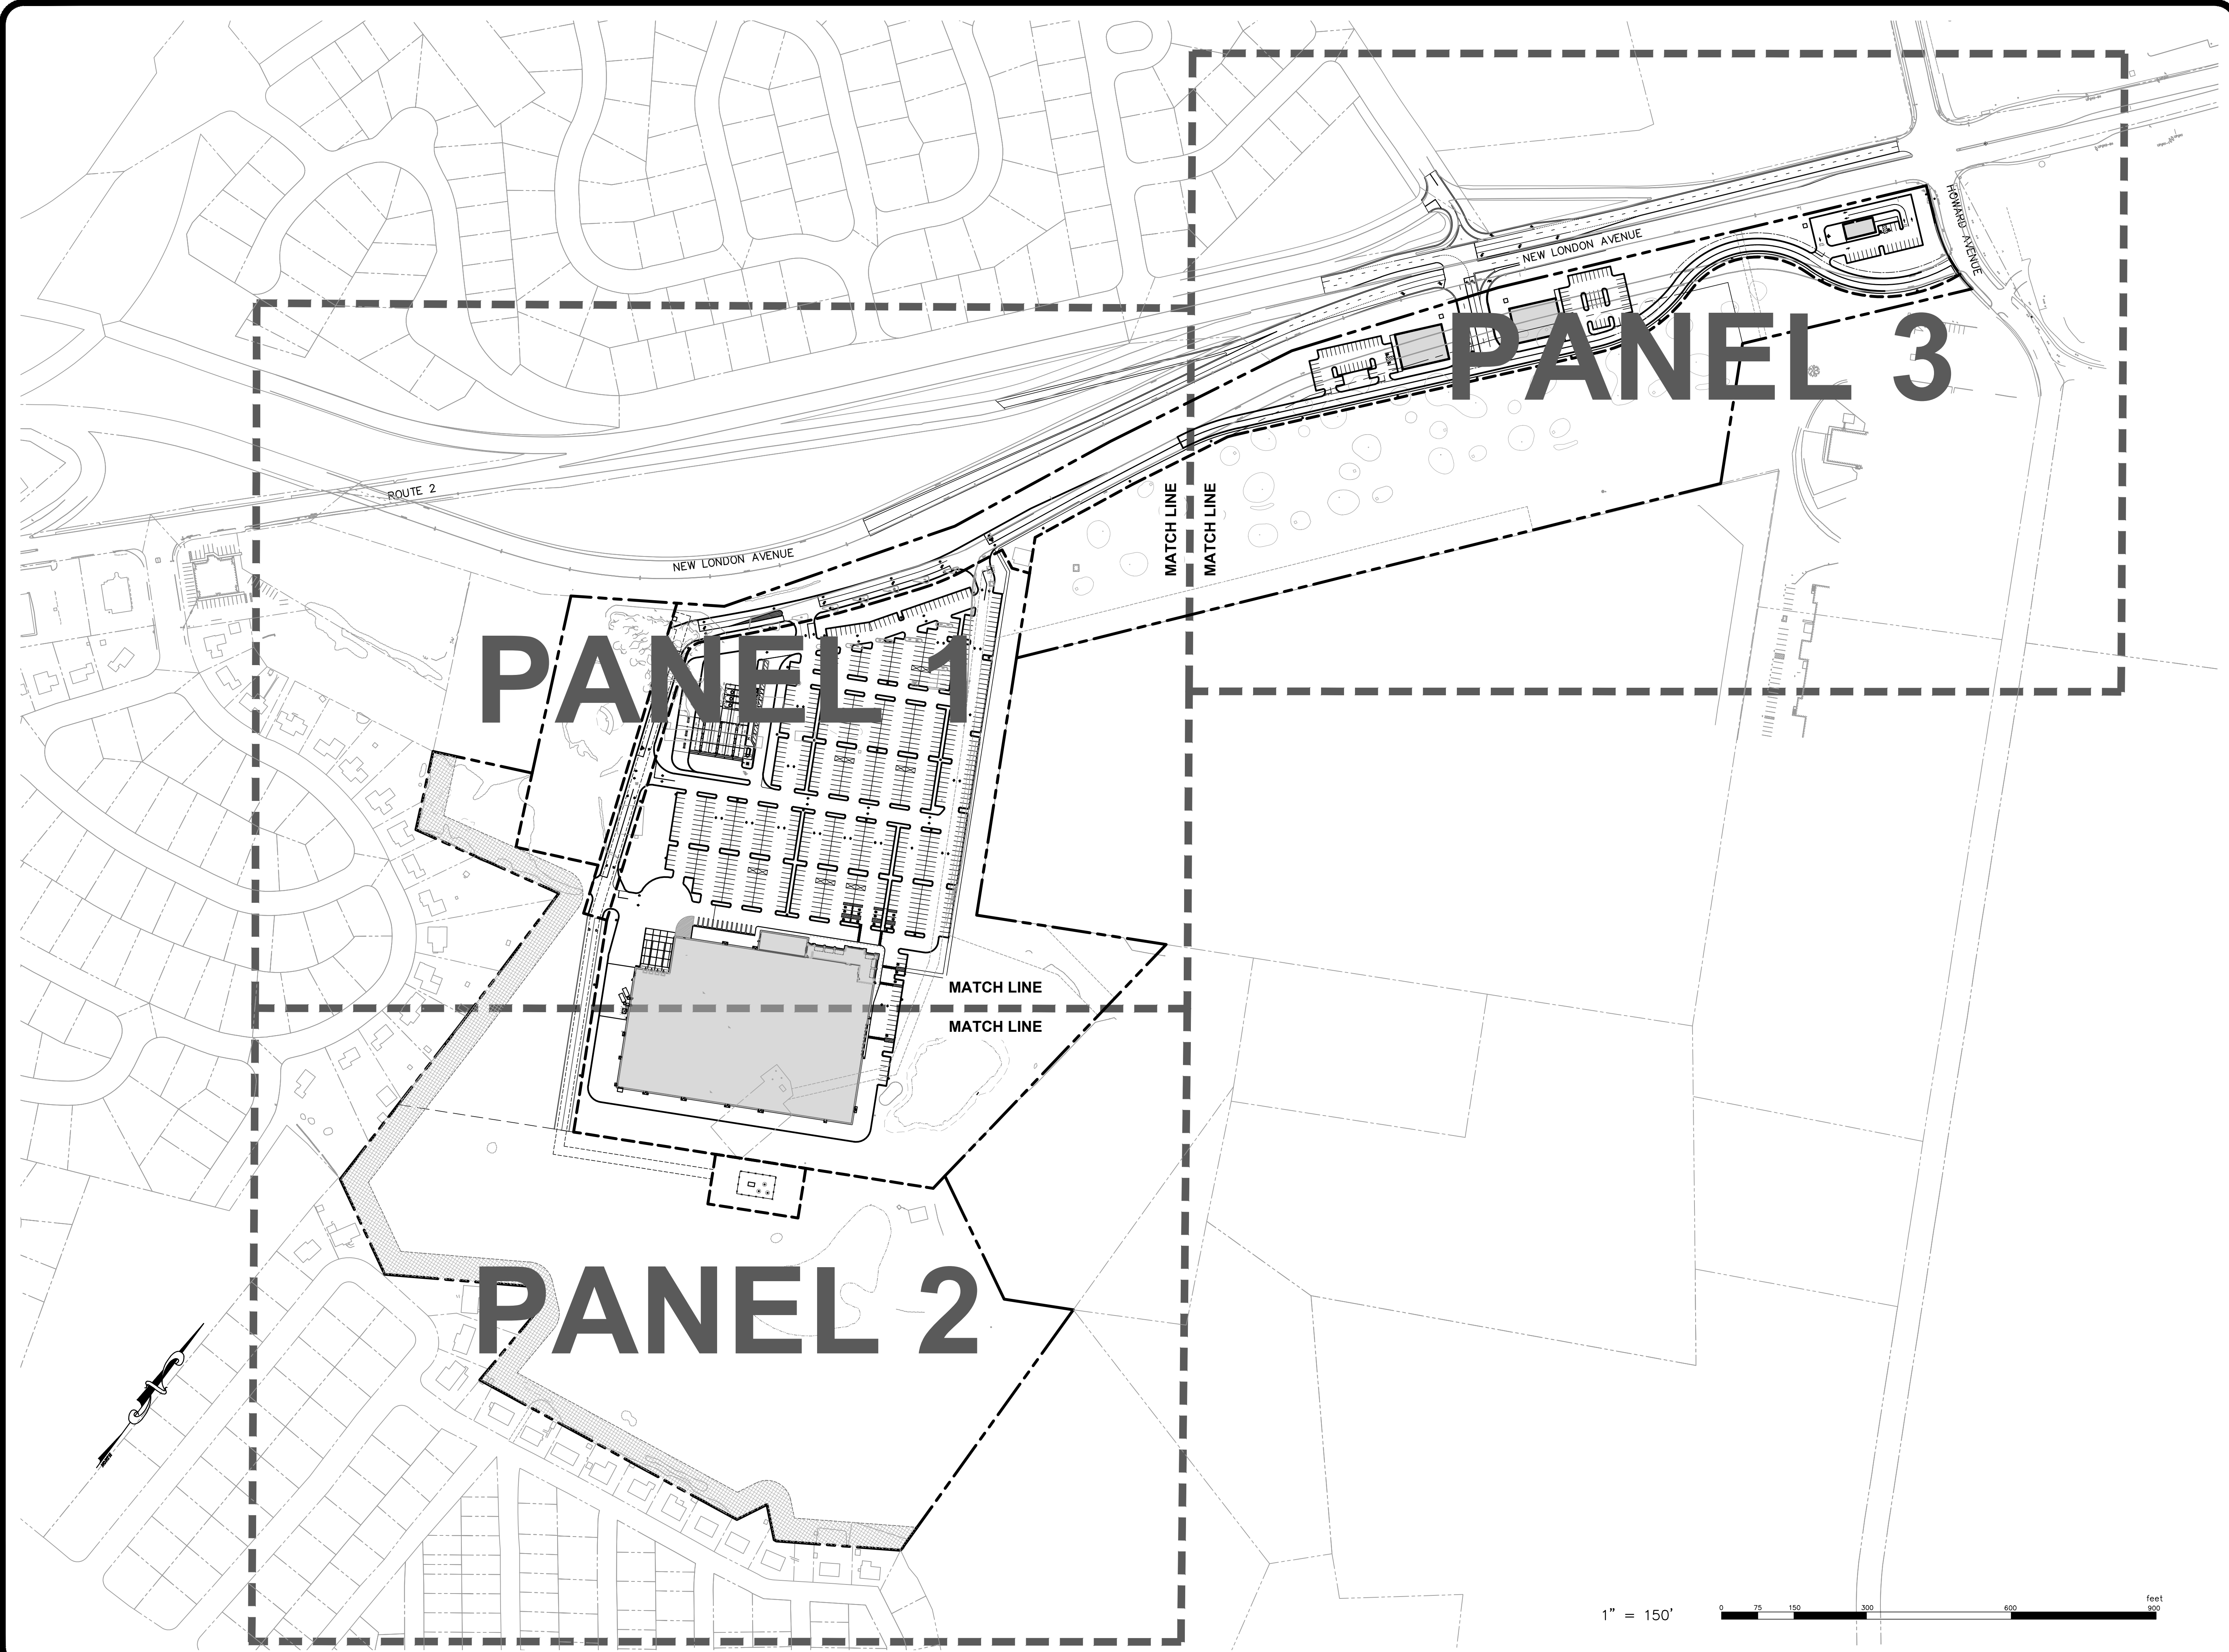 HOWARD AVENUE
NEW LONDON AVENUE
PANEL 3
ROUTE 2
MATCH LINE
MATCH LINE
NEW LONDON AVENUE
PANEL 1
MATCH LINE
MATCH LINE
PANEL 2
1" = 150'
0 75 150 300 600 900
feet